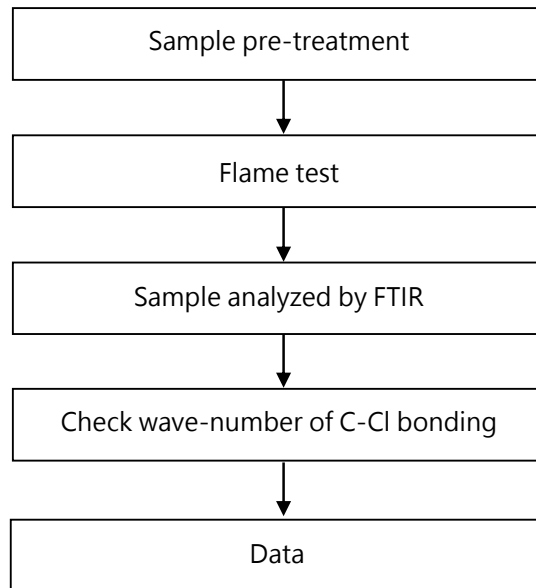 Sample pre-treatment
Flame test
Sample analyzed by FTIR
Check wave-number of C-Cl bonding
Data